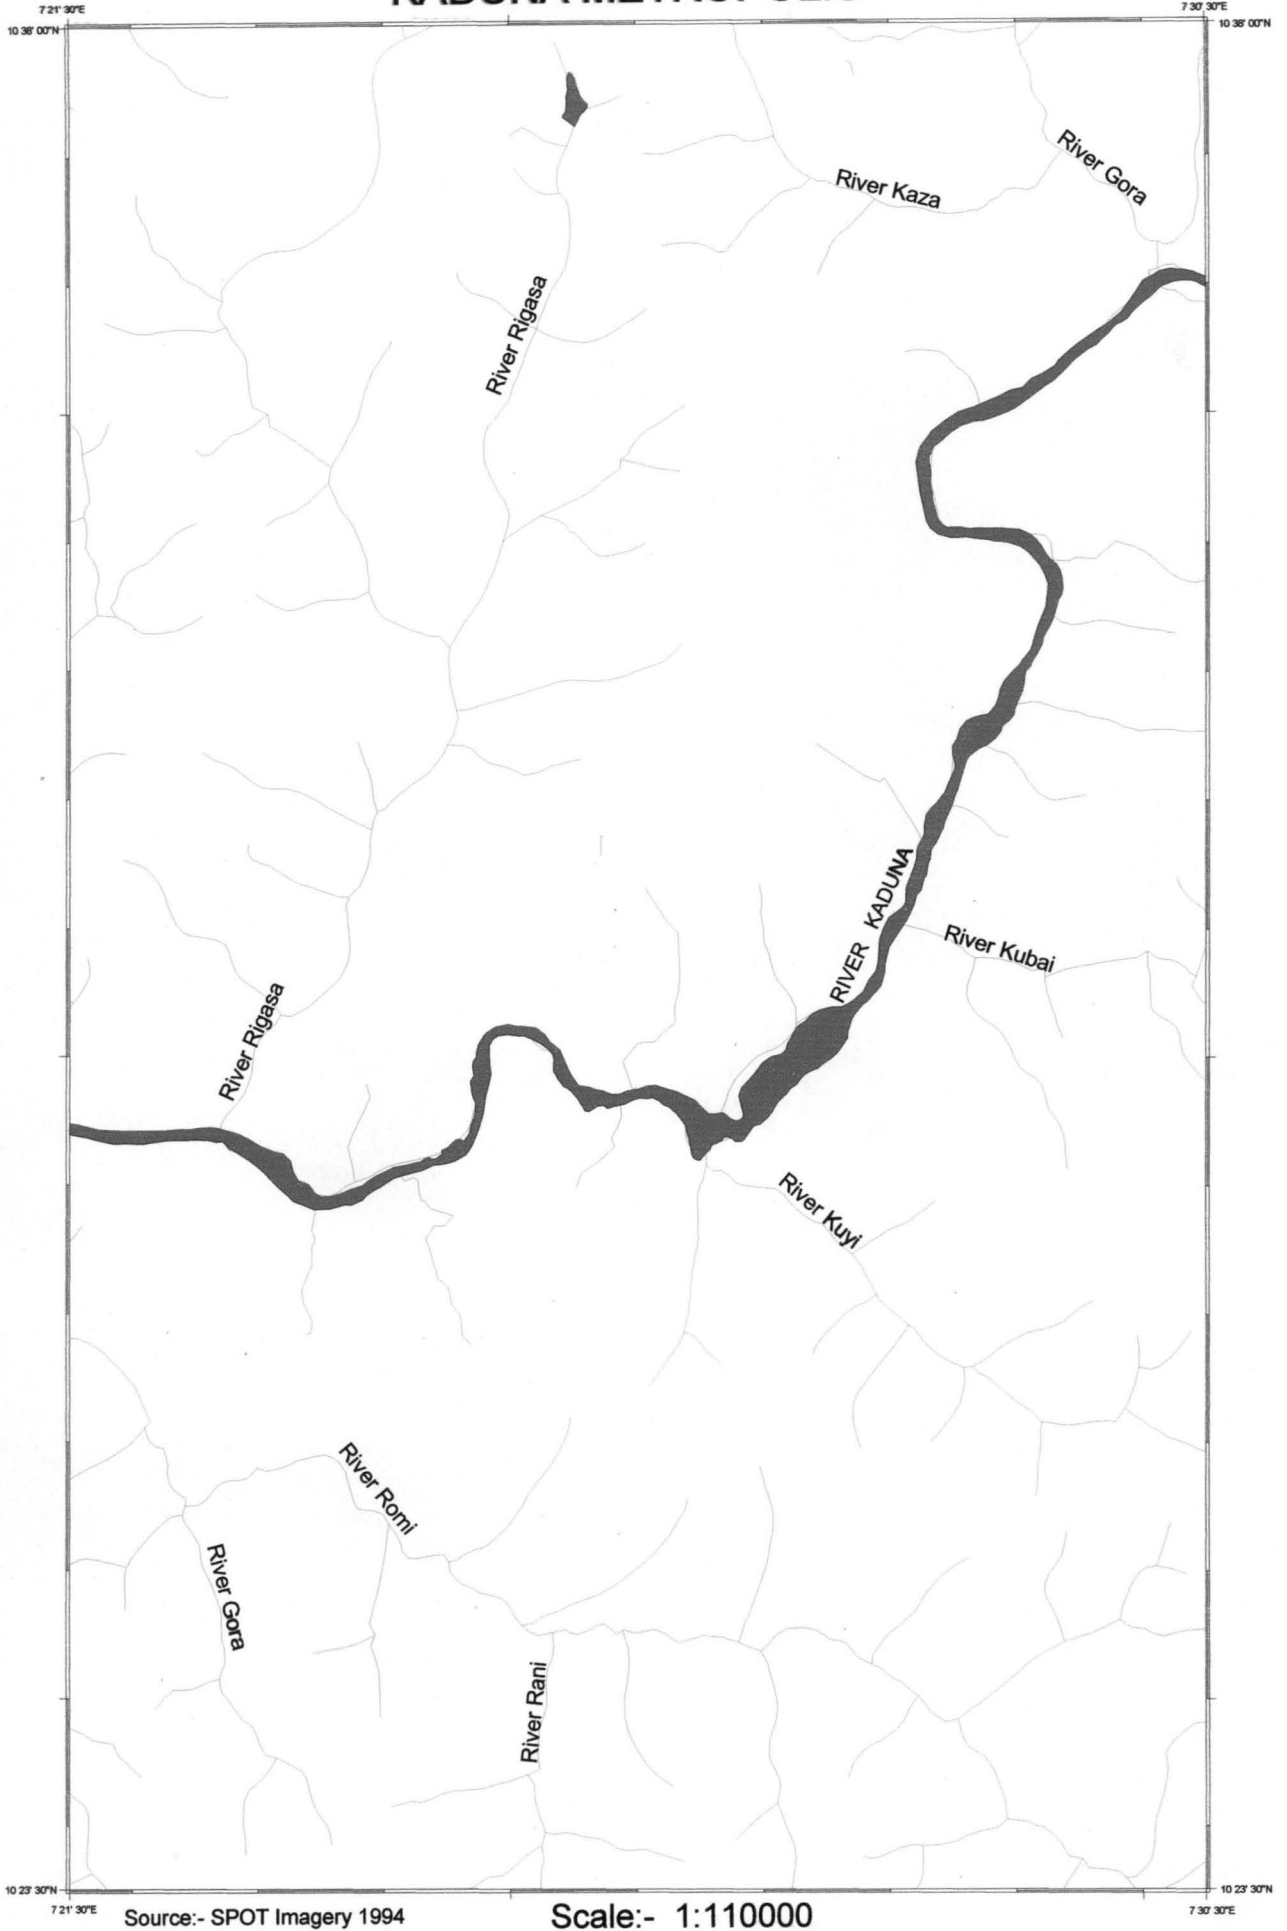 KADUNA METROPOLIS
7 21' 30"E
7 30' 30"E
10 38' 00"N
10 38' 00"N
River Gora
River Kaza
River Rigasa
RIVER KADUNA
River Kubai
River Rigasa
River Kuyi
River Romi
River Gora
River Rani
10 23' 30"N
10 23' 30"N
7 21' 30"E
7 30' 30"E
Source:- SPOT Imagery 1994
Scale:- 1:110000